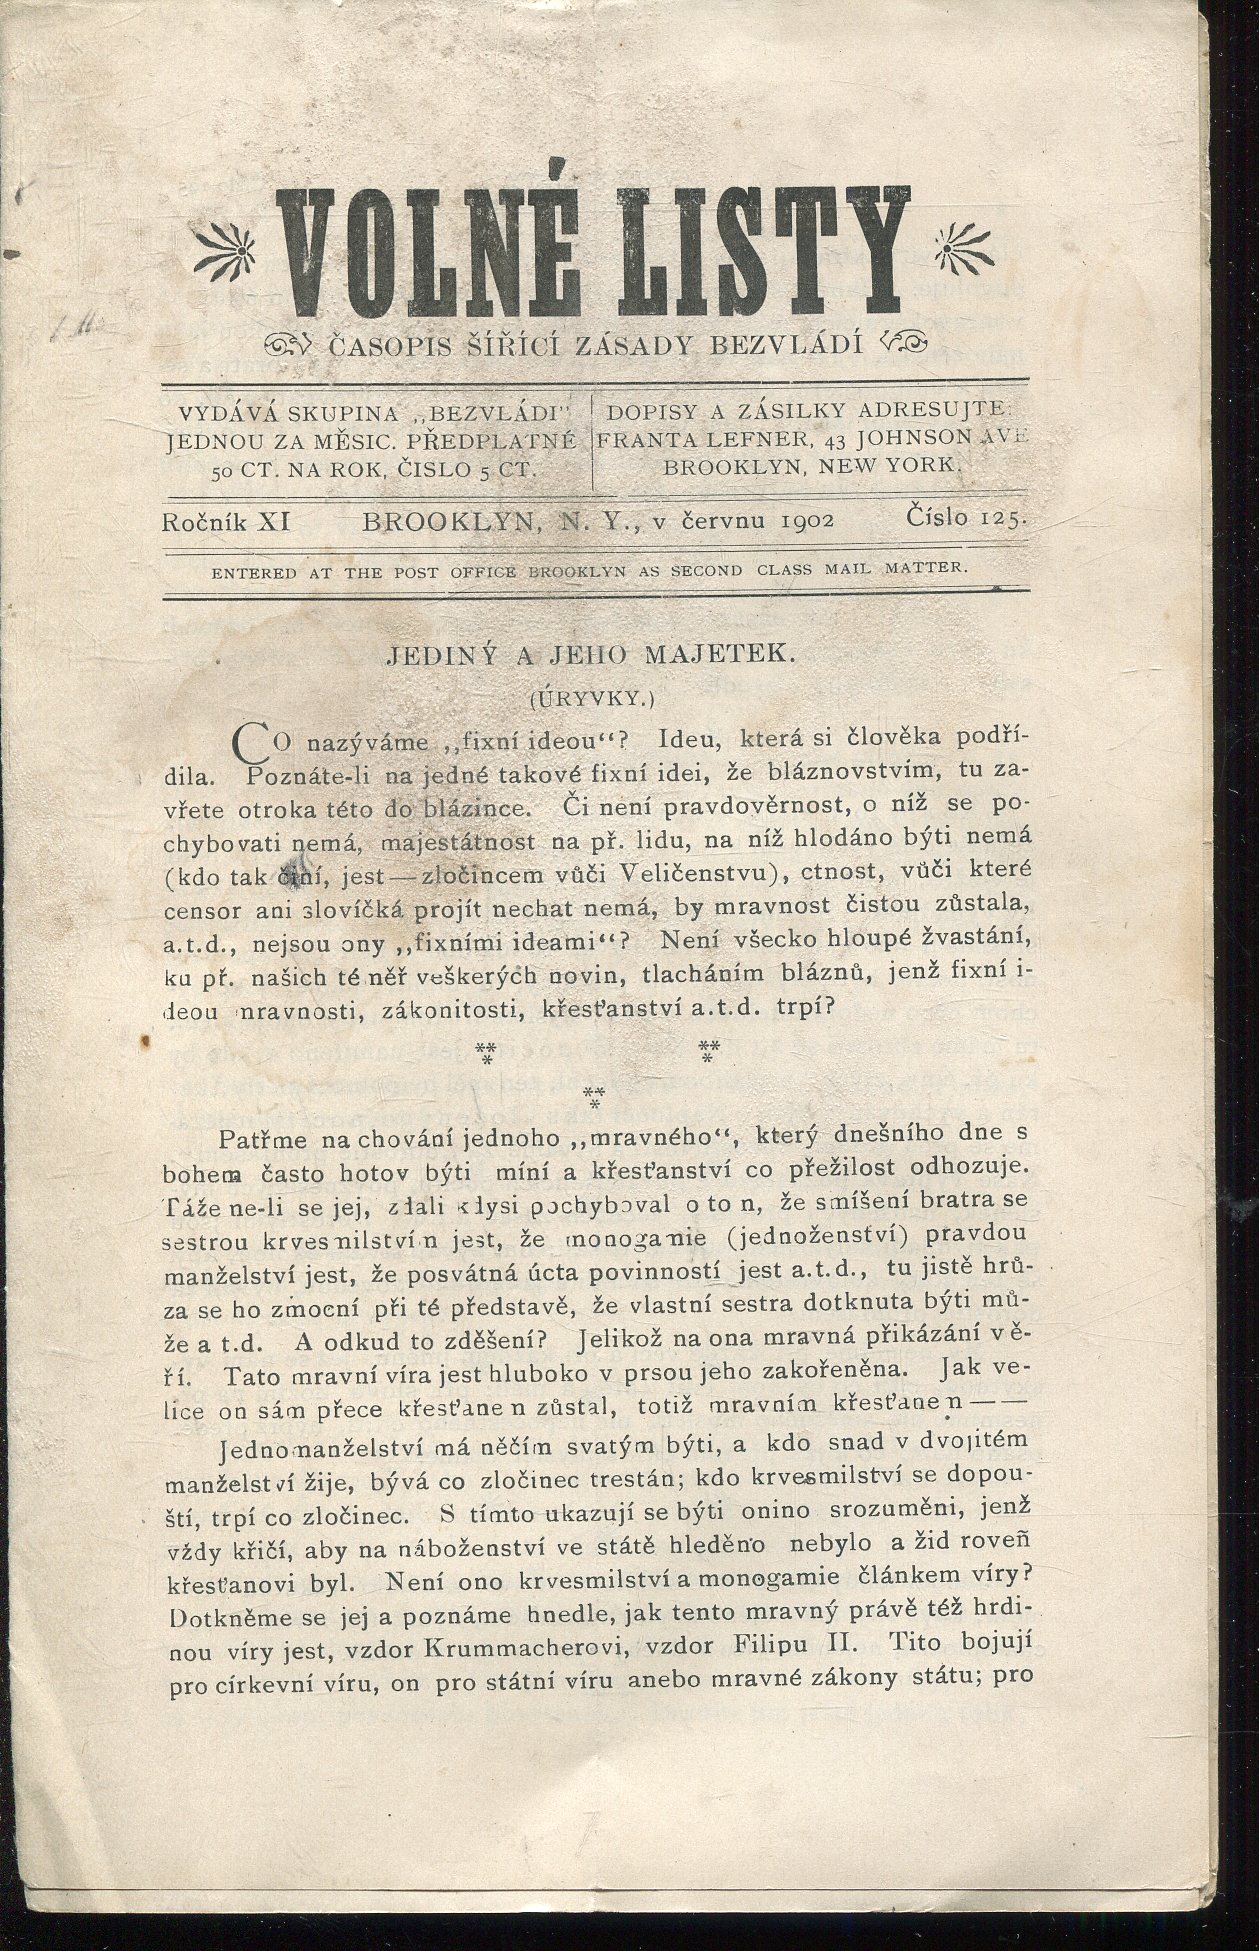 VOLNÉ LISTY
ČASOPIS ŠÍŘÍCÍ ZÁSADY BEZVLÁDÍ
VYDÁVÁ SKUPINA ,,BEZVLÁDI"
JEDNOU ZA MĚSIC. PŘEDPLATNÉ
50 CT. NA ROK, ČISLO 5 CT.
DOPISY A ZÁSILKY ADRESUJTE:
FRANTA LEFNER, 43 JOHNSON AVE
BROOKLYN, NEW YORK.
Ročník XI BROOKLYN, N. Y., v červnu 1902 Číslo 125.
ENTERED AT THE POST OFFICE BROOKLYN AS SECOND CLASS MAIL MATTER.
JEDINÝ A JEHO MAJETEK.
(ÚRYVKY.)
CO nazýváme ,,fixní ideou“? Ideu, která si člověka podří-
dila. Poznáte-li na jedné takové fixní idei, že bláznovstvím, tu za-
vřete otroka této do blázince. Či není pravdověrnost, o níž se po-
chybovati nemá, majestátnost na př. lidu, na níž hlodáno býti nemá
(kdo tak činí, jest—zločincem vůči Veličenstvu), ctnost, vůči které
censor ani slovíčká projít nechat nemá, by mravnost čistou zůstala,
a.t.d., nejsou ony ,,fixními ideami“? Není všecko hloupé žvastání,
ku př. našich téměř veškerých novin, tlacháním bláznů, jenž fixní i-
deou mravnosti, zákonitosti, křesťanství a.t.d. trpí?
** **
* *
**
*
Patřme na chování jednoho ,,mravného“, který dnešního dne s
bohem často hotov býti míní a křesťanství co přežilost odhozuje.
Tážeme-li se jej, zdali kdysi pochyboval o tom, že smíšení bratra se
sestrou krvesmilstvím jest, že monogamie (jednoženství) pravdou
manželství jest, že posvátná úcta povinností jest a.t.d., tu jistě hrů-
za se ho zmocní při té představě, že vlastní sestra dotknuta býti mů-
že a t.d. A odkud to zděšení? Jelikož na ona mravná přikázání vě-
ří. Tato mravní víra jest hluboko v prsou jeho zakořeněna. Jak ve-
lice on sám přece křesťanem zůstal, totiž mravním křesťanem — —
Jednomanželství má něčím svatým býti, a kdo snad v dvojitém
manželství žije, bývá co zločinec trestán; kdo krvesmilství se dopou-
ští, trpí co zločinec. S tímto ukazují se býti onino srozuměni, jenž
vždy křičí, aby na náboženství ve státě hleděno nebylo a žid roveň
křesťanovi byl. Není ono krvesmilství a monogamie článkem víry?
Dotkněme se jej a poznáme hnedle, jak tento mravný právě též hrdi-
nou víry jest, vzdor Krummacherovi, vzdor Filipu II. Tito bojují
pro církevní víru, on pro státní víru anebo mravné zákony státu; pro